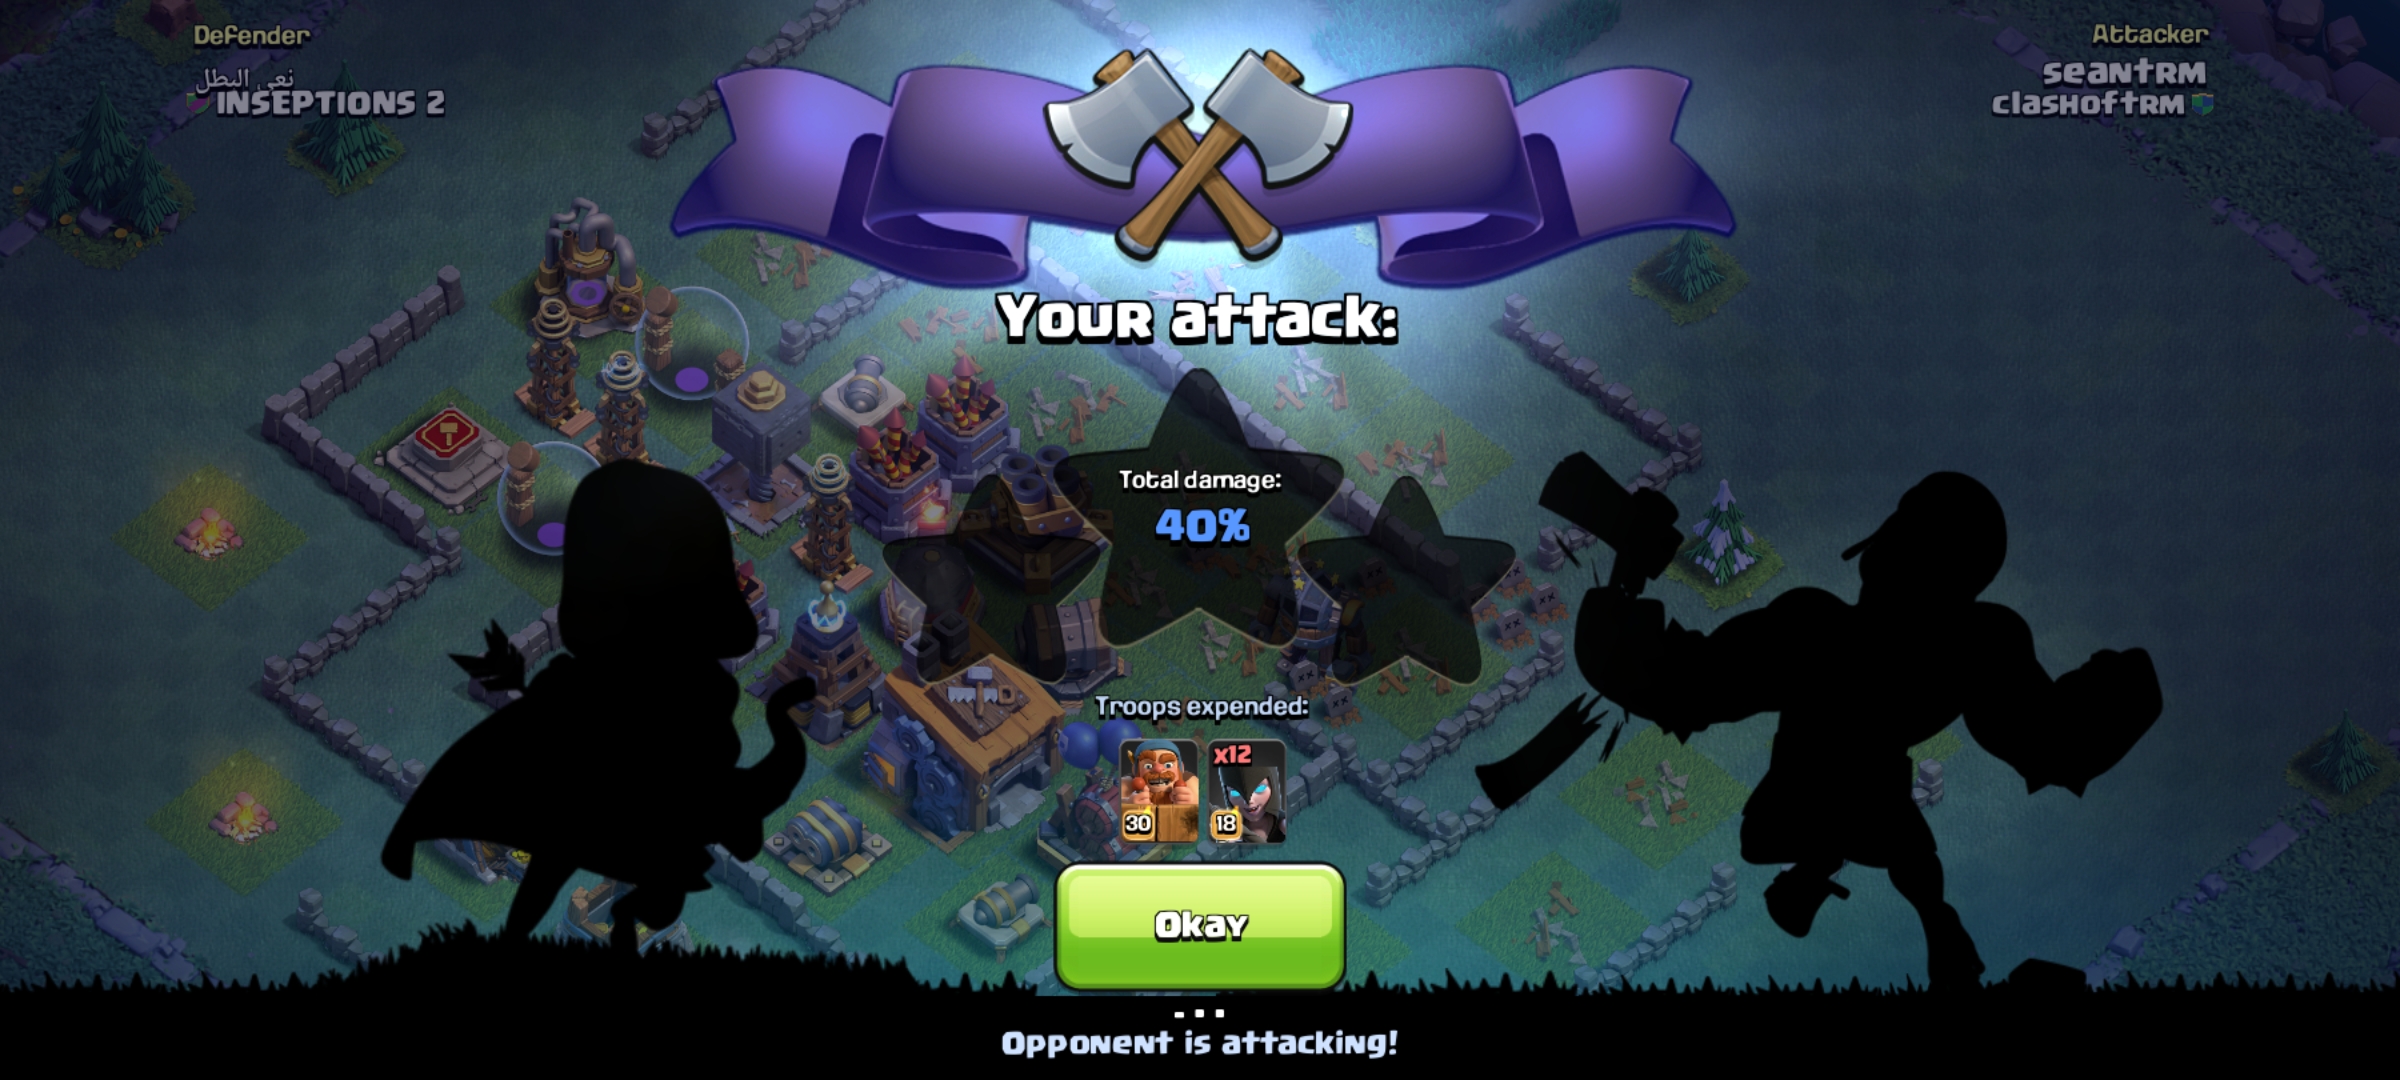 Defender
نعي البطل
INSEPTIONS 2
Attacker
seantRM
clashoftRM
Your attack:
Total damage:
40%
Troops expended:
x12
30
18
Okay
...
Opponent is attacking!